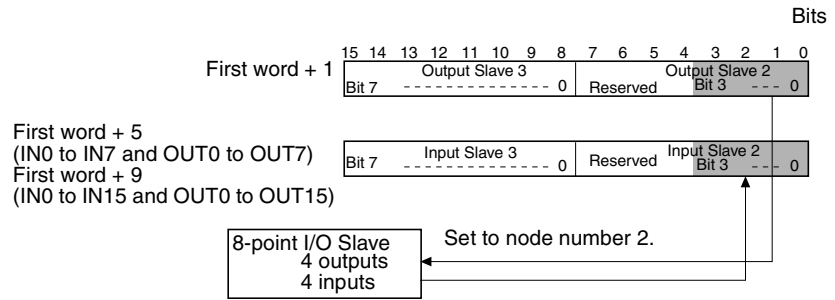 Bits
15 14 13 12 11 10 9 8 7 6 5 4 3 2 1 0
First word + 1
Output Slave 3
Output Slave 2
Bit 7 - - - - - - - - - - - - - - 0 Reserved Bit 3 - - - 0
First word + 5
(IN0 to IN7 and OUT0 to OUT7)
First word + 9
(IN0 to IN15 and OUT0 to OUT15)
Input Slave 3
Input Slave 2
Bit 7 - - - - - - - - - - - - - - 0 Reserved Bit 3 - - - 0
8-point I/O Slave
4 outputs
4 inputs
Set to node number 2.